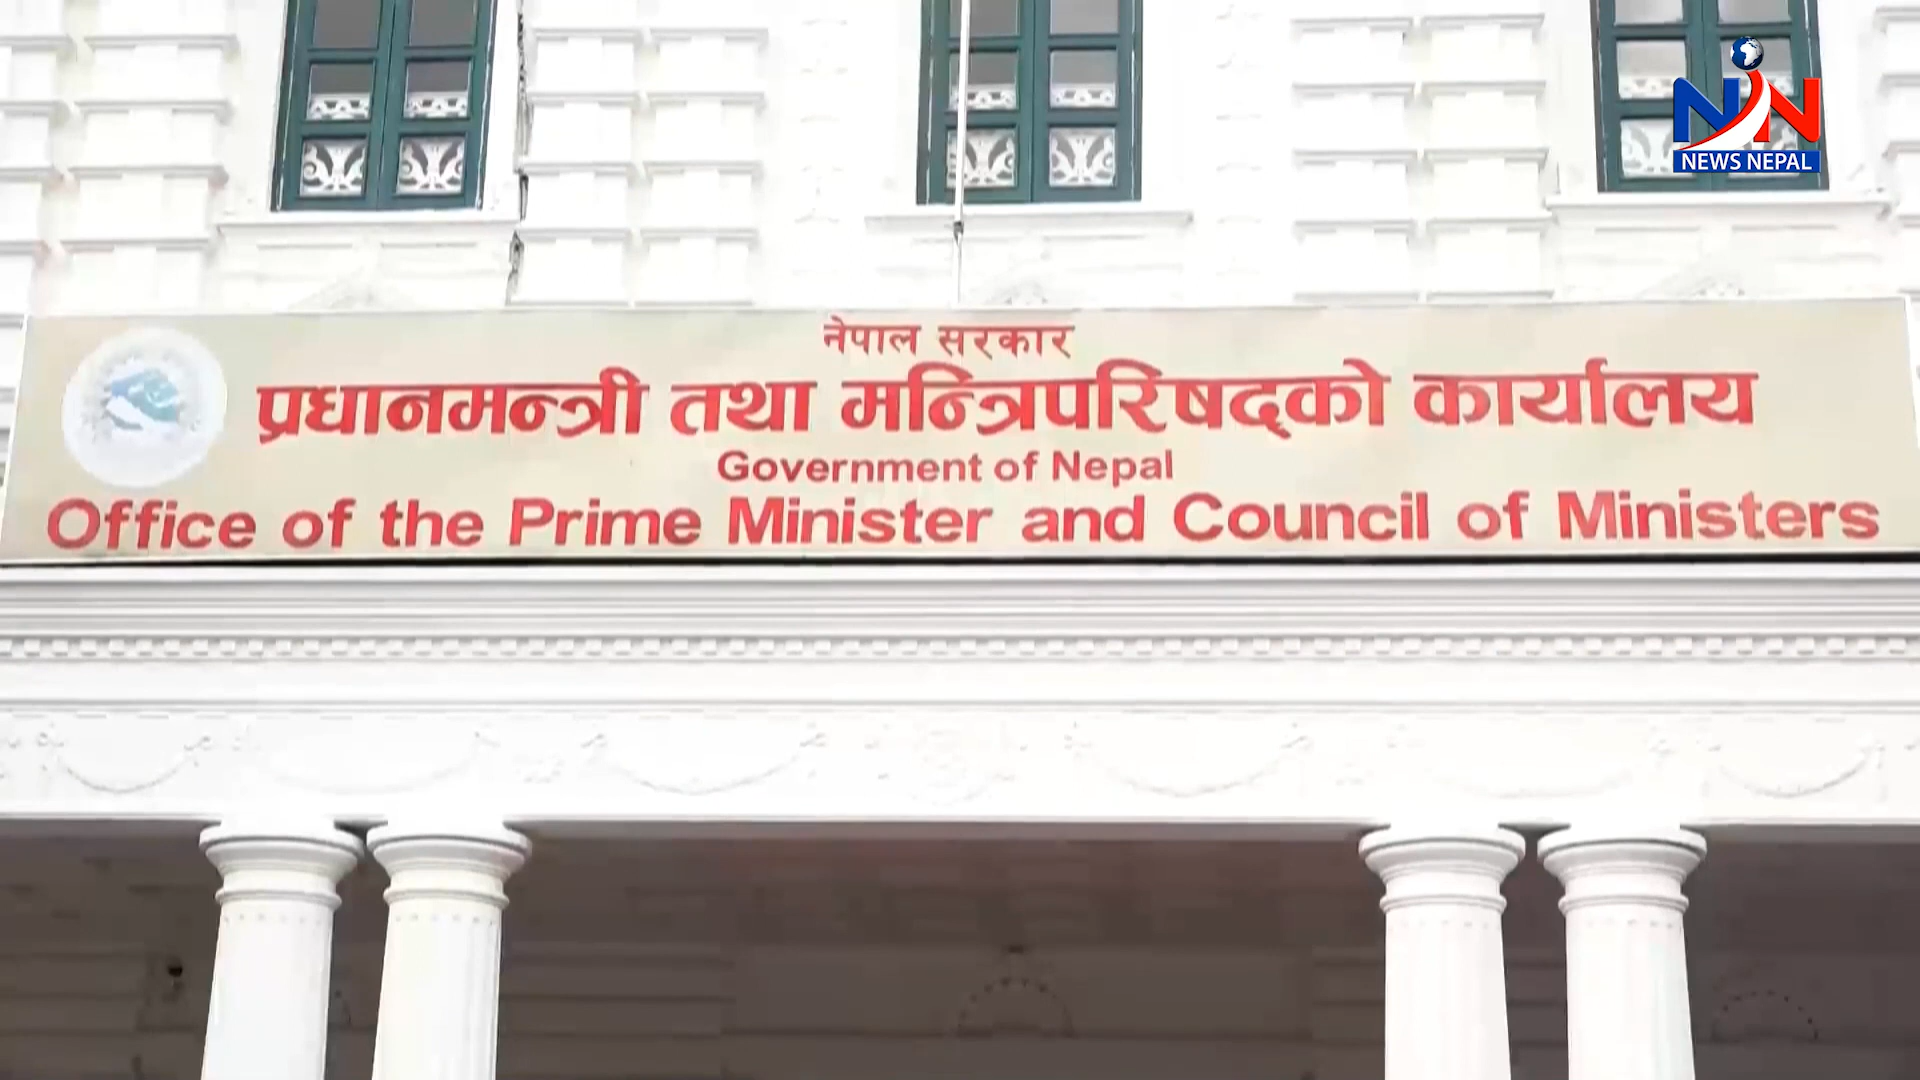 NN
NEWS NEPAL
नेपाल सरकार
प्रधानमन्त्री तथा मन्त्रिपरिषद्को कार्यालय
Government of Nepal
Office of the Prime Minister and Council of Ministers